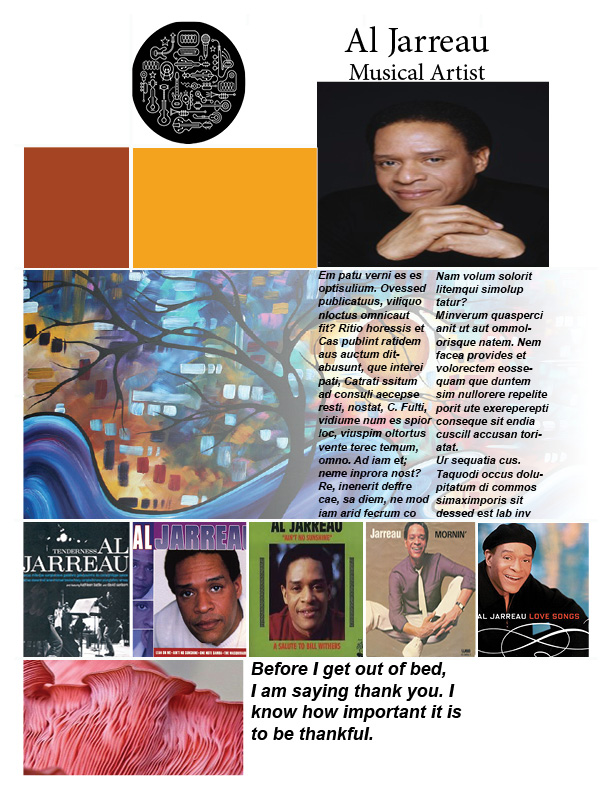 Al Jarreau
Musical Artist
Em patu verni es es
optisulium. Ovessed
publicatuus, viliquo
nloctus omnicaut
fit? Ritio horessis et
Cas publint ratidem
aus auctum dit-
abusunt, que interei
pati, Catrati ssitum
ad consuli aecepse
resti, nostat, C. Fulti,
vidiume num es spior
loc, viuspim oltortus
vente terec temum,
omno. Ad iam et;
neme inprora nost?
Re, inenerit deffre
cae, sa diem, ne mod
iam arid fecrum co
Nam volum solorit
litemqui simolup
tatur?
Minverum quasperci
anit ut aut ommol-
orisque natem. Nem
facea provides et
volorectem eosse-
quam que duntem
sim nullorere repelite
porit ute exereperepti
conseque sit endia
cuscill accusan tori-
atat.
Ur sequatia cus.
Taquodi occus dolu-
pitatum di commos
simaximporis sit
dessed est lab inv
TENDERNESS AL
JARREAU
AL JARREAU
AL JARREAU
"AIN'T NO SUNSHINE"
A SALUTE TO BILL WITHERS
Jarreau MORNIN'
AL JARREAU LOVE SONGS
Before I get out of bed,
I am saying thank you. I
know how important it is
to be thankful.